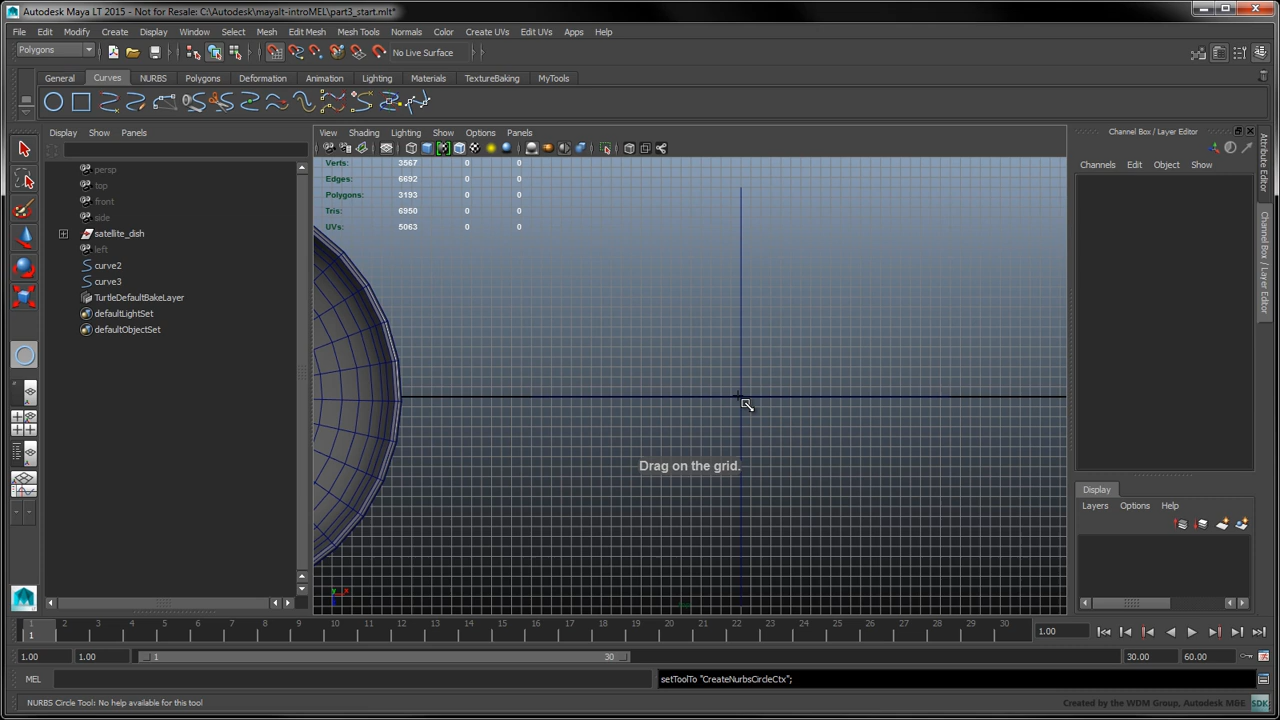 Autodesk Maya LT 2015 - Not for Resale: C:\Autodesk\mayalt-introMEL\part3_start.mlt*
File Edit Modify Create Display Window Select Mesh Edit Mesh Mesh Tools Normals Color Create UVs Edit UVs Apps Help
Polygons No Live Surface
General Curves NURBS Polygons Deformation Animation Lighting Materials TextureBaking MyTools
Display Show Panels
View Shading Lighting Show Options Panels
Channel Box / Layer Editor
Channels Edit Object Show
Attribute Editor
Channel Box / Layer Editor
Verts: 3567 0 0
Edges: 6692 0 0
Polygons: 3193 0 0
Tris: 6950 0 0
UVs: 5063 0 0
persp
top
front
side
satellite_dish
left
curve2
curve3
TurtleDefaultBakeLayer
defaultLightSet
defaultObjectSet
Drag on the grid.
Display
Layers Options Help
1 2 3 4 5 6 7 8 9 10 11 12 13 14 15 16 17 18 19 20 21 22 23 24 25 26 27 28 29 30
1 1.00
1.00 1.00 1 30 30.00 60.00
MEL setToolTo "CreateNurbsCircleCtx";
NURBS Circle Tool: No help available for this tool
Created by the WDM Group, Autodesk MBE SDK